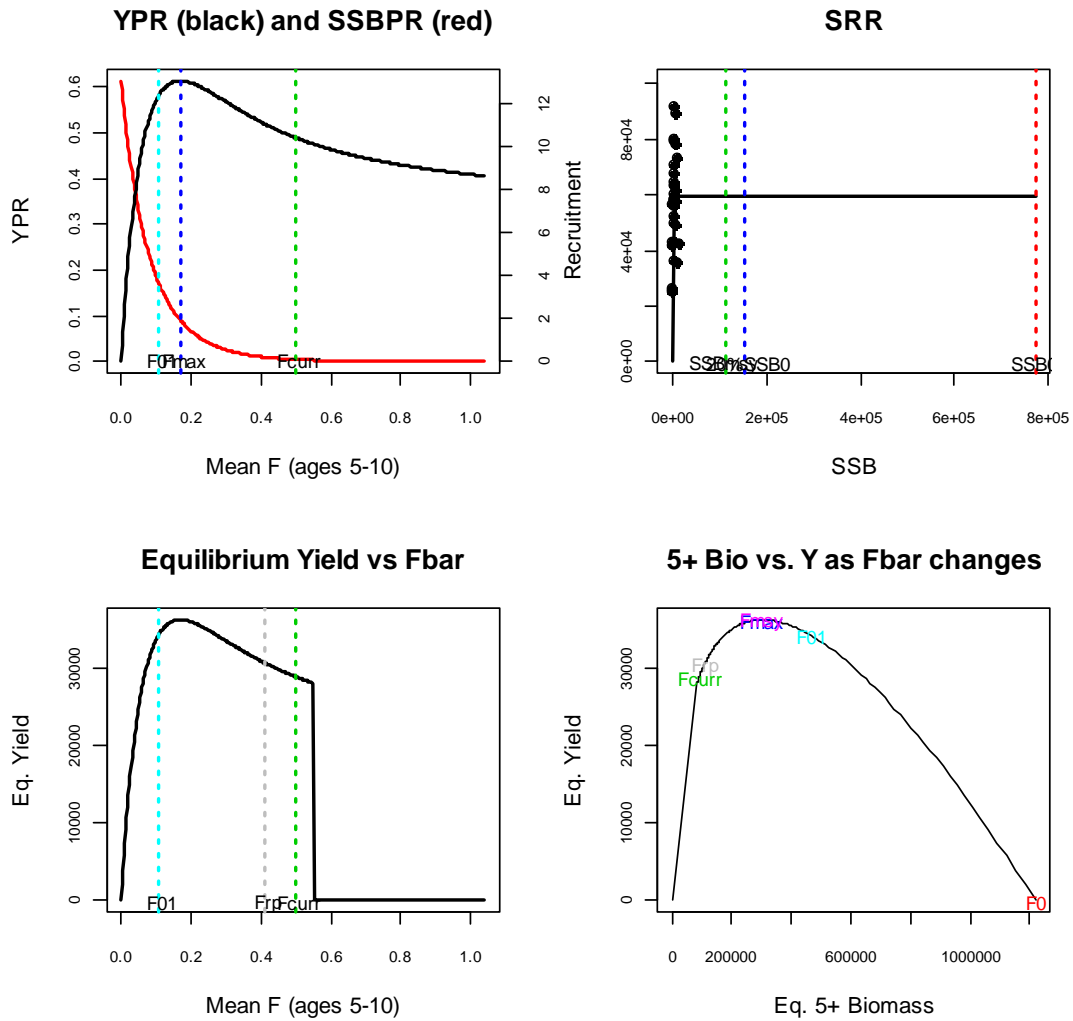 YPR (black) and SSBPR (red)
YPR
0.0 0.1 0.2 0.3 0.4 0.5 0.6
0 2 4 6 8 10 12
F01 Fmax Fcurr
0.0 0.2 0.4 0.6 0.8 1.0
Mean F (ages 5-10)
SRR
Recruitment
0e+00 4e+04 8e+04
SSB0
0e+00 2e+05 4e+05 6e+05 8e+05
SSB
Equilibrium Yield vs Fbar
Eq. Yield
0 10000 20000 30000
F01 Frp Fcurr
0.0 0.2 0.4 0.6 0.8 1.0
Mean F (ages 5-10)
5+ Bio vs. Y as Fbar changes
Eq. Yield
0 10000 20000 30000
Fmax
F01
Frp
Fcurr
F0
0 200000 600000 1000000
Eq. 5+ Biomass